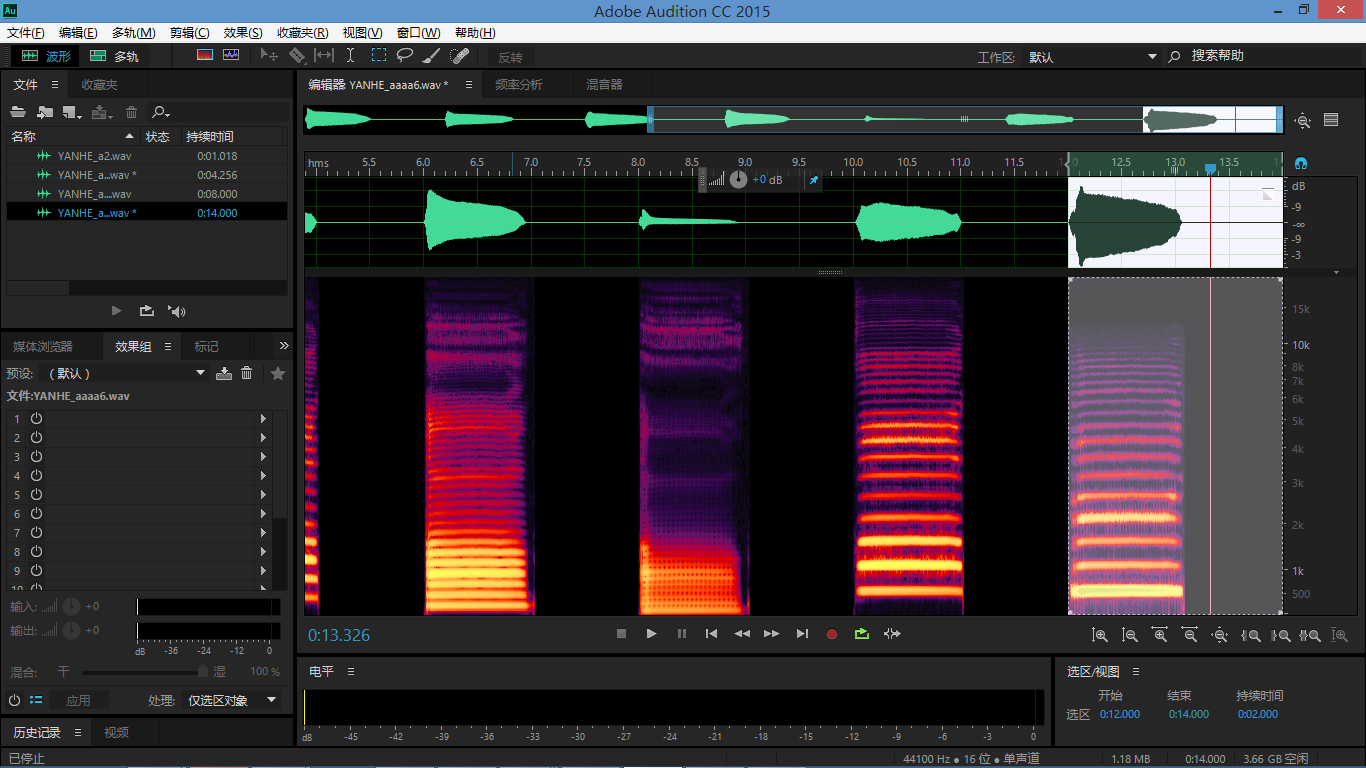 Au
Adobe Audition CC 2015
文件(F) 编辑(E) 多轨(M) 剪辑(C) 效果(S) 收藏夹(R) 视图(V) 窗口(W) 帮助(H)
波形 多轨 反转 工作区: 默认 搜索帮助
文件 收藏夹
名称 状态 持续时间
YANHE_a2.wav 0:01.018
YANHE_a...wav * 0:04.256
YANHE_a....wav 0:08.000
YANHE_a...wav * 0:14.000
媒体浏览器 效果组 标记
预设: (默认)
文件:YANHE_aaaa6.wav
1
2
3
4
5
6
7
8
9
10
输入: +0
输出: +0
dB -36 -24 -12 0
混合: 干 湿 100 %
应用 处理: 仅选区对象
历史记录 视频
编辑器: YANHE_aaaa6.wav * 频率分析 混音器
hms 5.5 6.0 6.5 7.0 7.5 8.0 8.5 9.0 9.5 10.0 10.5 11.0 11.5 12.5 13.0 13.5
+0 dB
dB
-9
-∞
-9
-3
15k
10k
8k
7k
6k
5k
4k
3k
2k
1k
500
0:13.326
电平
dB -45 -42 -39 -36 -33 -30 -27 -24 -21 -18 -15 -12 -9 -6 -3 0
选区/视图
开始 结束 持续时间
选区 0:12.000 0:14.000 0:02.000
已停止 44100 Hz ● 16 位 ● 单声道 1.18 MB 0:14.000 3.66 GB 空闲